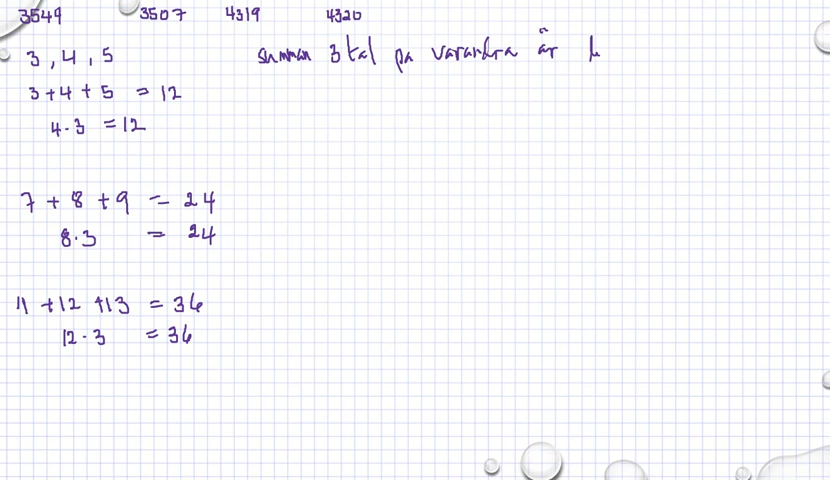 3549 3507 4319 4320
3, 4, 5 summan 3 tal pa varandra är
3+4+5 = 12
4·3 = 12
7 + 8 + 9 = 24
8·3 = 24
11 +12 +13 = 36
12·3 = 36